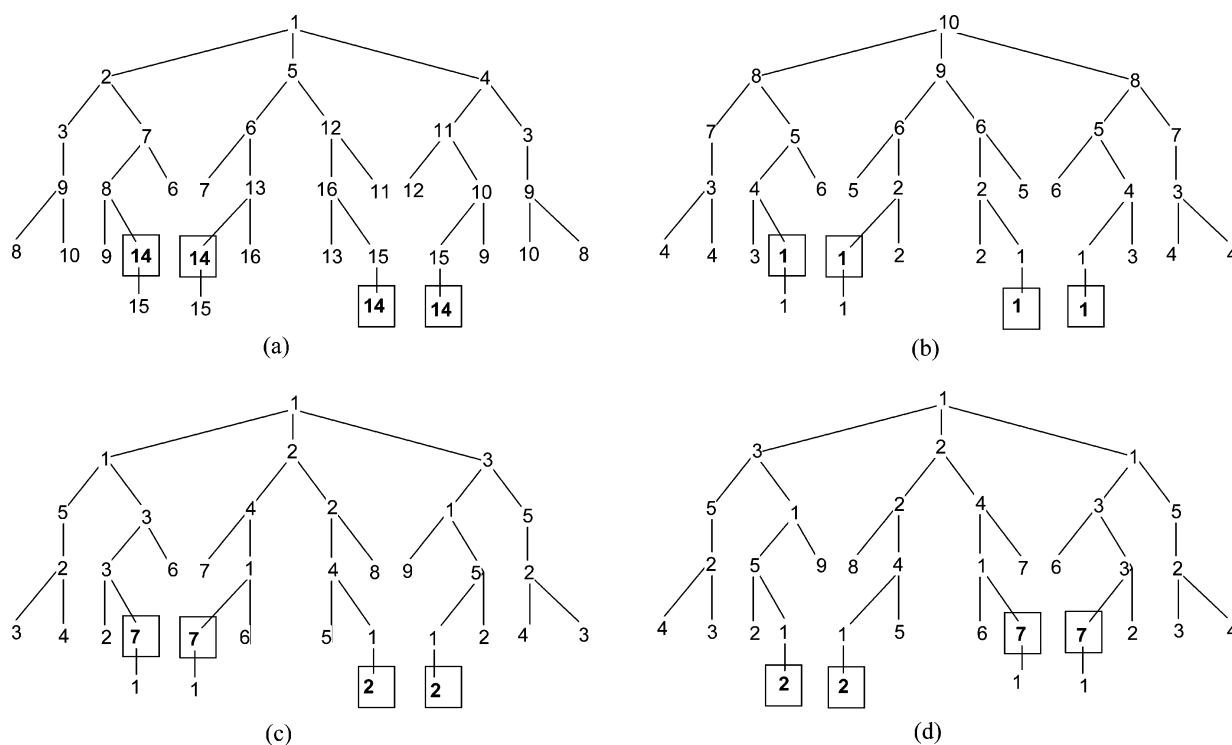 1 10
2 5 4 8 9 8
3 7 6 12 11 3 7 5 6 6 5 7
9 8 6 7 13 16 11 12 10 9 3 4 6 5 2 2 5 6 4 3
8 10 9 14 14 16 13 15 15 9 10 8 4 4 3 1 1 2 2 1 1 3 4 4
15 15 14 14 1 1 1 1
(a) (b)
1 1
1 2 3 3 2 1
5 3 4 2 1 5 5 1 2 4 3 5
2 3 6 7 1 4 8 9 5 2 2 5 9 8 4 1 7 6 3 2
3 4 2 7 7 6 5 1 1 2 4 3 4 3 2 1 1 5 6 7 7 2 3 4
1 1 2 2 2 2 1 1
(c) (d)